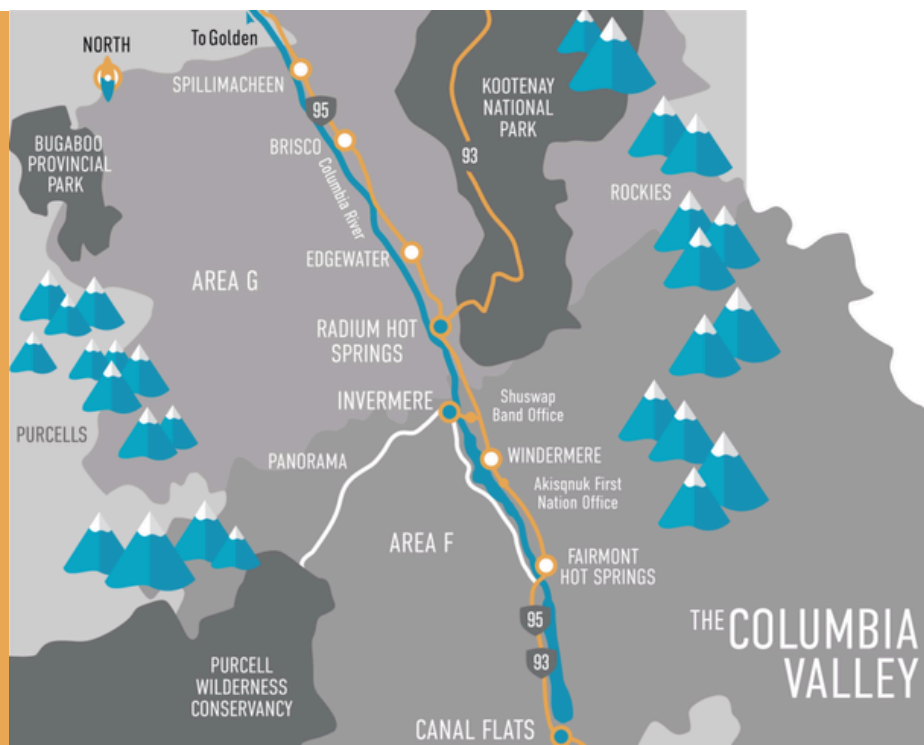 To Golden
NORTH
SPILLIMACHEEN
95
BRISCO
Columbia River
KOOTENAY
NATIONAL
PARK
93
BUGABOO
PROVINCIAL
PARK
ROCKIES
EDGEWATER
AREA G
RADIUM HOT
SPRINGS
INVERMERE
Shuswap
Band Office
PURCELLS
PANORAMA
WINDERMERE
Akisqnuk First
Nation Office
AREA F
FAIRMONT
HOT SPRINGS
95
93
THE COLUMBIA
VALLEY
PURCELL
WILDERNESS
CONSERVANCY
CANAL FLATS